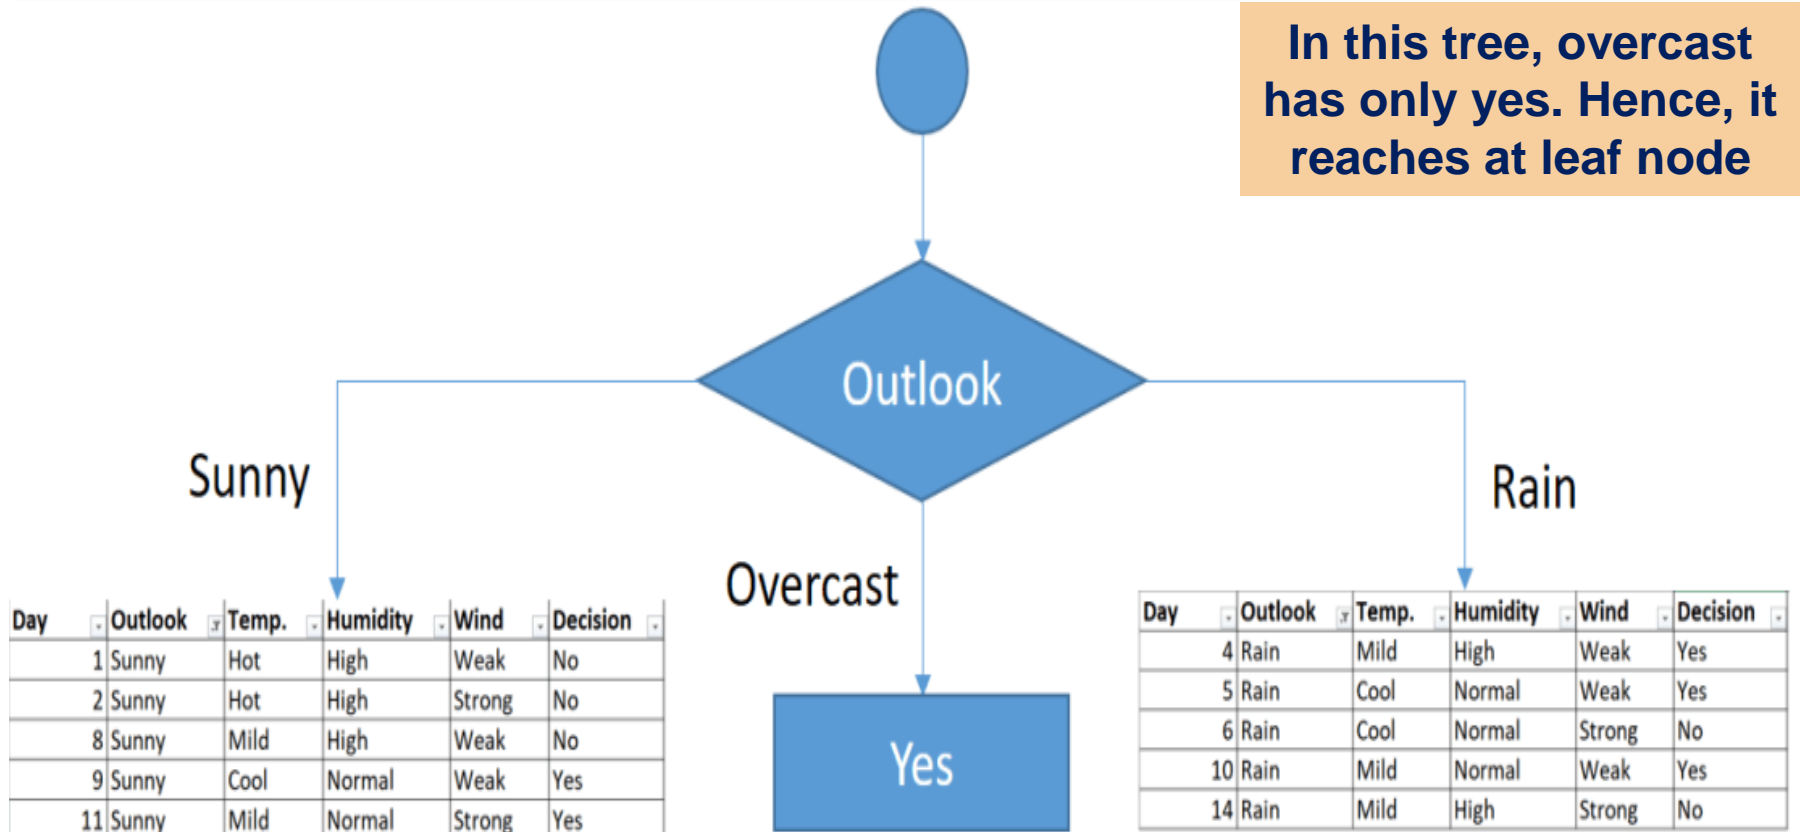 In this tree, overcast
has only yes. Hence, it
reaches at leaf node
Outlook
Sunny
Rain
Overcast
Day Outlook Temp. Humidity Wind Decision
1 Sunny Hot High Weak No
2 Sunny Hot High Strong No
8 Sunny Mild High Weak No
9 Sunny Cool Normal Weak Yes
11 Sunny Mild Normal Strong Yes
Yes
Day Outlook Temp. Humidity Wind Decision
4 Rain Mild High Weak Yes
5 Rain Cool Normal Weak Yes
6 Rain Cool Normal Strong No
10 Rain Mild Normal Weak Yes
14 Rain Mild High Strong No